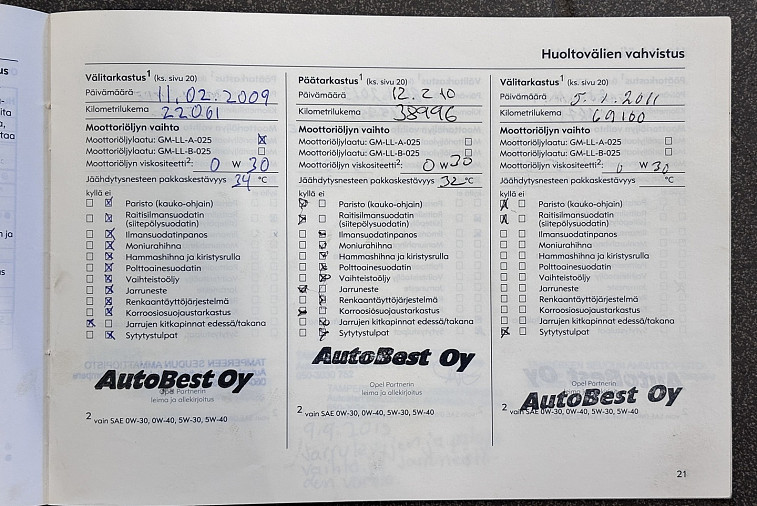 Huoltovälien vahvistus
Välitarkastus¹ (ks. sivu 20)
Päivämäärä 11.02.2009
Kilometrilukema 22061
Moottoriöljyn vaihto
Moottoriöljylaatu: GM-LL-A-025
Moottoriöljylaatu: GM-LL-B-025
Moottoriöljyn viskositeetti²: 0 W 30
Jäähdytysnesteen pakkaskestävyys 34 °C
kyllä ei
Paristo (kauko-ohjain)
Raitisilmansuodatin
(siitepölysuodatin)
Ilmansuodatinpanos
Moniurahihna
Hammashihna ja kiristysrulla
Polttoainesuodatin
Vaihteistoöljy
Jarruneste
Renkaantäyttöjärjestelmä
Korroosiosuojaustarkastus
Jarrujen kitkapinnat edessä/takana
Sytytystulpat
AutoBest Oy
Opel Partnerin
leima ja allekirjoitus
² vain SAE 0W-30, 0W-40, 5W-30, 5W-40
Päätarkastus¹ (ks. sivu 20)
Päivämäärä 12.2 10
Kilometrilukema 38996
Moottoriöljyn vaihto
Moottoriöljylaatu: GM-LL-A-025
Moottoriöljylaatu: GM-LL-B-025
Moottoriöljyn viskositeetti²: 0 W 30
Jäähdytysnesteen pakkaskestävyys 32 °C
kyllä ei
Paristo (kauko-ohjain)
Raitisilmansuodatin
(siitepölysuodatin)
Ilmansuodatinpanos
Moniurahihna
Hammashihna ja kiristysrulla
Polttoainesuodatin
Vaihteistoöljy
Jarruneste
Renkaantäyttöjärjestelmä
Korroosiosuojaustarkastus
Jarrujen kitkapinnat edessä/takana
Sytytystulpat
AutoBest Oy
Opel Partnerin
leima ja allekirjoitus
² vain SAE 0W-30, 0W-40, 5W-30, 5W-40
Välitarkastus¹ (ks. sivu 20)
Päivämäärä 5.1.2011
Kilometrilukema 69100
Moottoriöljyn vaihto
Moottoriöljylaatu: GM-LL-A-025
Moottoriöljylaatu: GM-LL-B-025
Moottoriöljyn viskositeetti²: 0 W 30
Jäähdytysnesteen pakkaskestävyys °C
kyllä ei
Paristo (kauko-ohjain)
Raitisilmansuodatin
(siitepölysuodatin)
Ilmansuodatinpanos
Moniurahihna
Hammashihna ja kiristysrulla
Polttoainesuodatin
Vaihteistoöljy
Jarruneste
Renkaantäyttöjärjestelmä
Korroosiosuojaustarkastus
Jarrujen kitkapinnat edessä/takana
Sytytystulpat
Opel Partnerin
leima ja allekirjoitus
AutoBest Oy
² vain SAE 0W-30, 0W-40, 5W-30, 5W-40
21